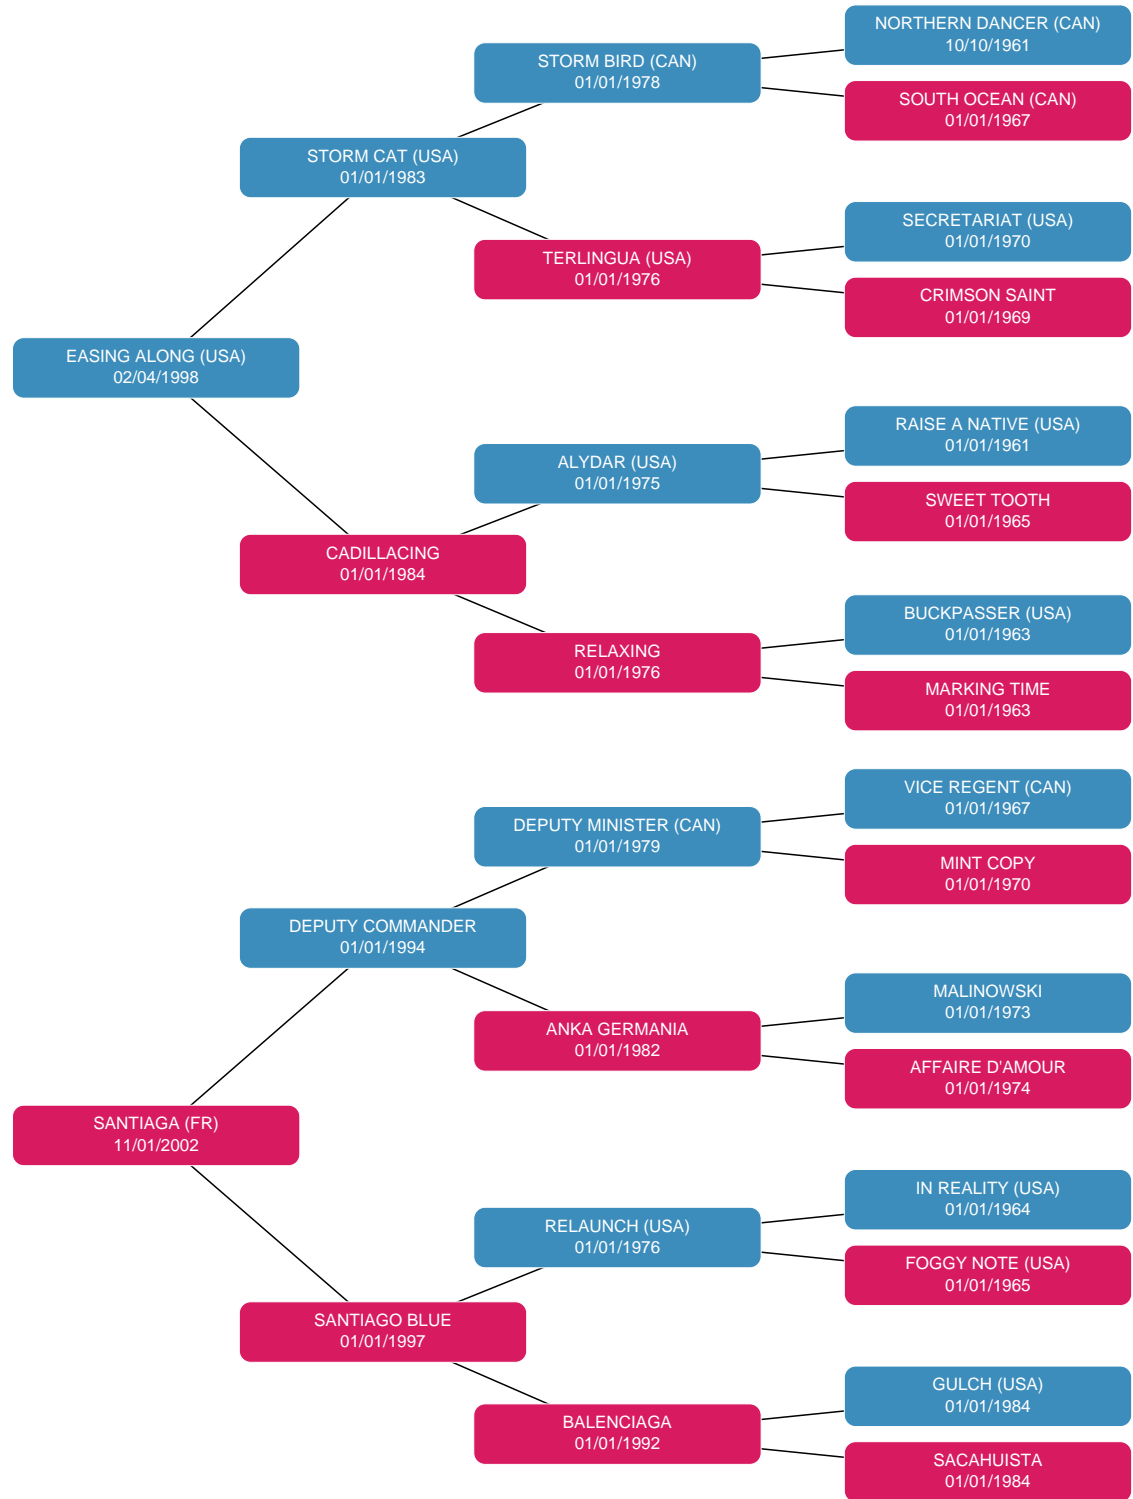 NORTHERN DANCER (CAN)
10/10/1961
STORM BIRD (CAN)
01/01/1978
SOUTH OCEAN (CAN)
01/01/1967
STORM CAT (USA)
01/01/1983
SECRETARIAT (USA)
01/01/1970
TERLINGUA (USA)
01/01/1976
CRIMSON SAINT
01/01/1969
EASING ALONG (USA)
02/04/1998
RAISE A NATIVE (USA)
01/01/1961
ALYDAR (USA)
01/01/1975
SWEET TOOTH
01/01/1965
CADILLACING
01/01/1984
BUCKPASSER (USA)
01/01/1963
RELAXING
01/01/1976
MARKING TIME
01/01/1963
VICE REGENT (CAN)
01/01/1967
DEPUTY MINISTER (CAN)
01/01/1979
MINT COPY
01/01/1970
DEPUTY COMMANDER
01/01/1994
MALINOWSKI
01/01/1973
ANKA GERMANIA
01/01/1982
AFFAIRE D'AMOUR
01/01/1974
SANTIAGA (FR)
11/01/2002
IN REALITY (USA)
01/01/1964
RELAUNCH (USA)
01/01/1976
FOGGY NOTE (USA)
01/01/1965
SANTIAGO BLUE
01/01/1997
GULCH (USA)
01/01/1984
BALENCIAGA
01/01/1992
SACAHUISTA
01/01/1984